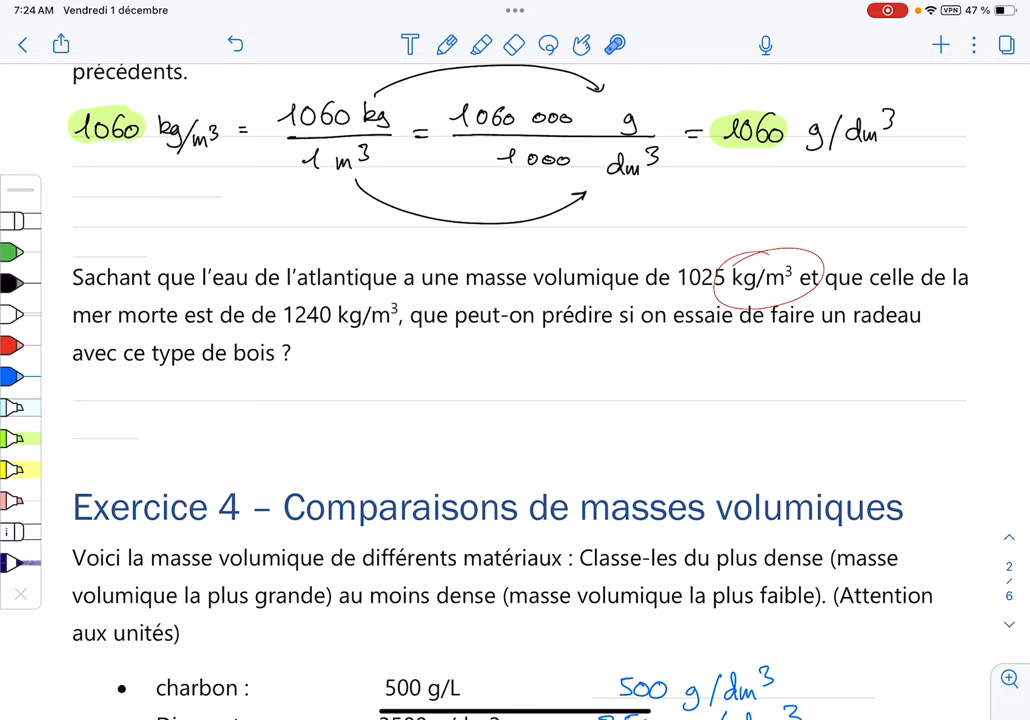 7:24 AM Vendredi 1 décembre
VPN 47 %
précédents.
1060 kg/m³ = 1060 kg / 1 m³ = 1060 000 g / 1 000 dm³ = 1060 g/dm³
Sachant que l'eau de l'atlantique a une masse volumique de 1025 kg/m³ et que celle de la
mer morte est de de 1240 kg/m³, que peut-on prédire si on essaie de faire un radeau
avec ce type de bois ?
Exercice 4 – Comparaisons de masses volumiques
Voici la masse volumique de différents matériaux : Classe-les du plus dense (masse
volumique la plus grande) au moins dense (masse volumique la plus faible). (Attention
aux unités)
• charbon : 500 g/L 500 g/dm³
2
/
6